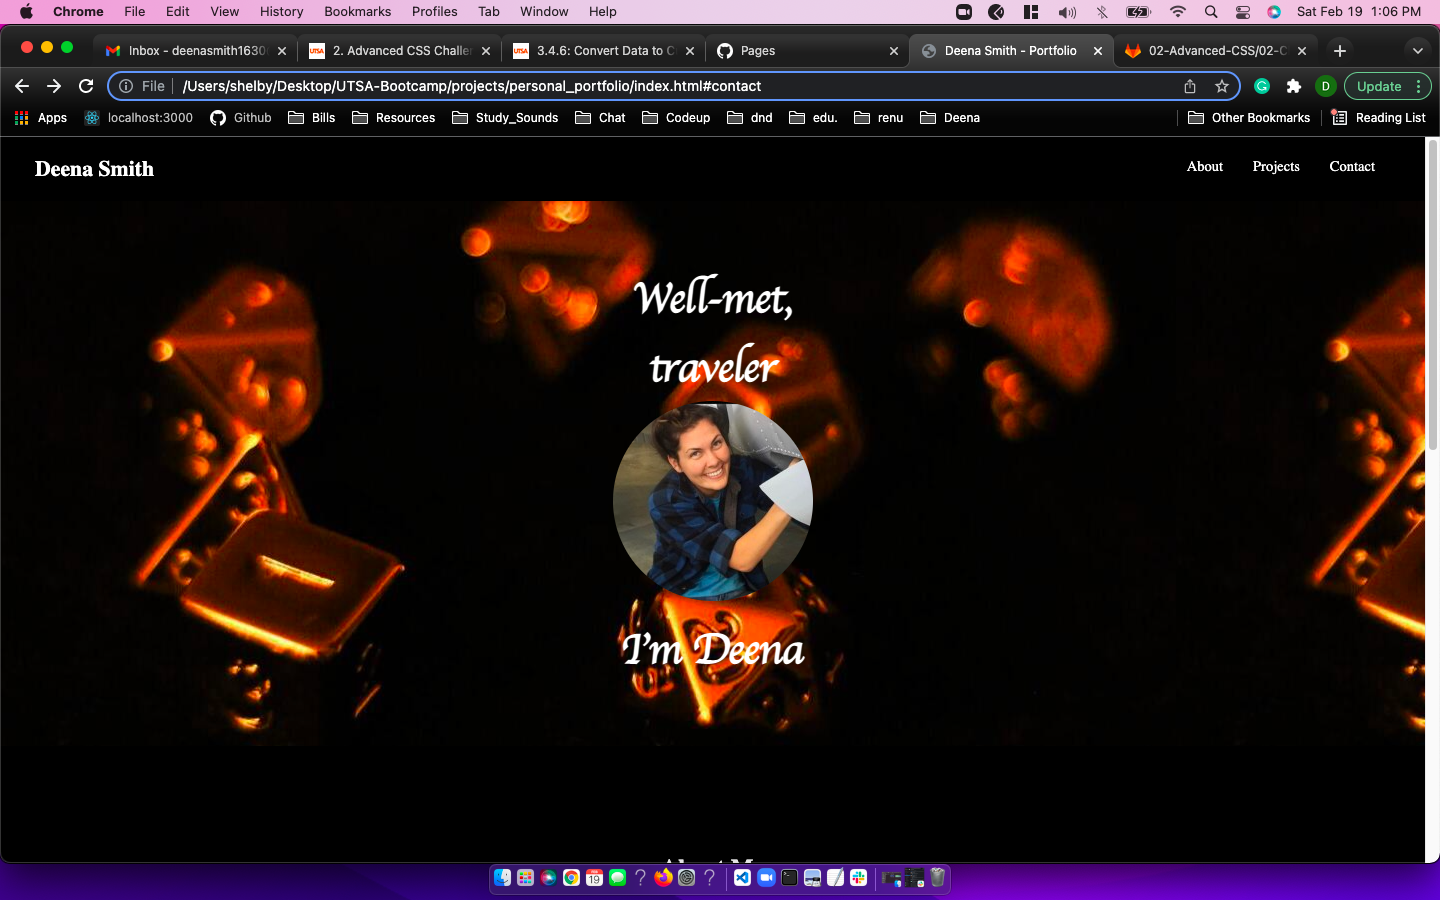 Chrome File Edit View History Bookmarks Profiles Tab Window Help Sat Feb 19 1:06 PM
Inbox - deenasmith1630 2. Advanced CSS Challen 3.4.6: Convert Data to C Pages Deena Smith - Portfolio 02-Advanced-CSS/02-C
File /Users/shelby/Desktop/UTSA-Bootcamp/projects/personal_portfolio/index.html#contact D Update
Apps localhost:3000 Github Bills Resources Study_Sounds Chat Codeup dnd edu. renu Deena Other Bookmarks Reading List
Deena Smith About Projects Contact
Well-met,
traveler
I'm Deena